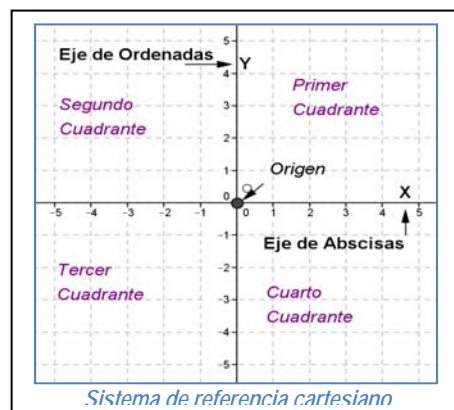 5
Eje de Ordenadas
Y
4
Segundo
Cuadrante
3
Primer
Cuadrante
2
1
Origen
O
0
X
-5 -4 -3 -2 -1 0 1 2 3 4 5
-1
Eje de Abscisas
Tercer
Cuadrante
-2
-3
Cuarto
Cuadrante
-4
-5
Sistema de referencia cartesiano